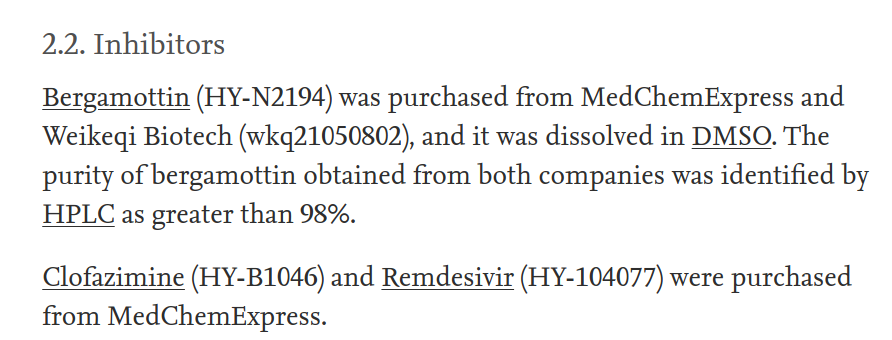 2.2. Inhibitors
Bergamottin (HY-N2194) was purchased from MedChemExpress and
Weikeqi Biotech (wkq21050802), and it was dissolved in DMSO. The
purity of bergamottin obtained from both companies was identified by
HPLC as greater than 98%.
Clofazimine (HY-B1046) and Remdesivir (HY-104077) were purchased
from MedChemExpress.